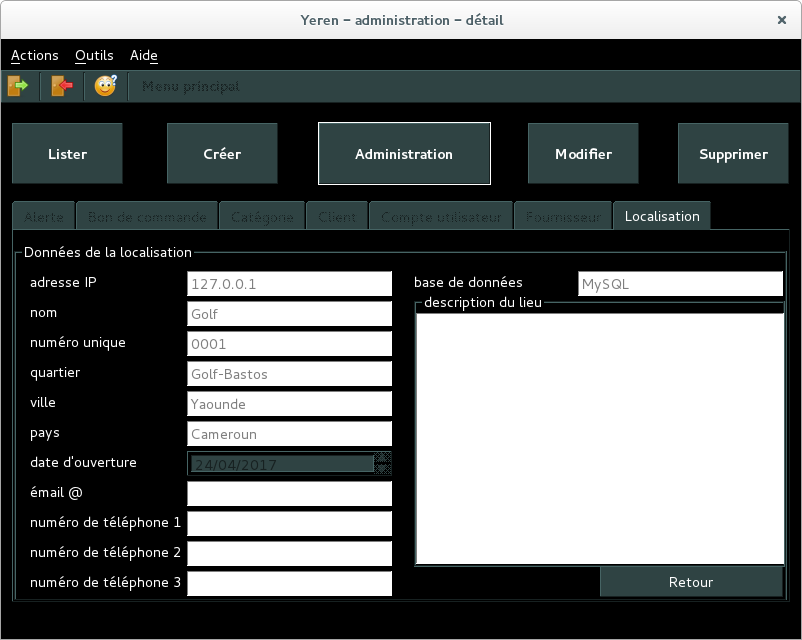 Yeren – administration – détail
Actions Outils Aide
Menu principal
Lister Créer Administration Modifier Supprimer
Alerte Bon de commande Catégorie Client Compte utilisateur Fournisseur Localisation
Données de la localisation
adresse IP 127.0.0.1 base de données MySQL
nom Golf description du lieu
numéro unique 0001
quartier Golf-Bastos
ville Yaounde
pays Cameroun
date d'ouverture 24/04/2017
émail @
numéro de téléphone 1
numéro de téléphone 2
numéro de téléphone 3 Retour